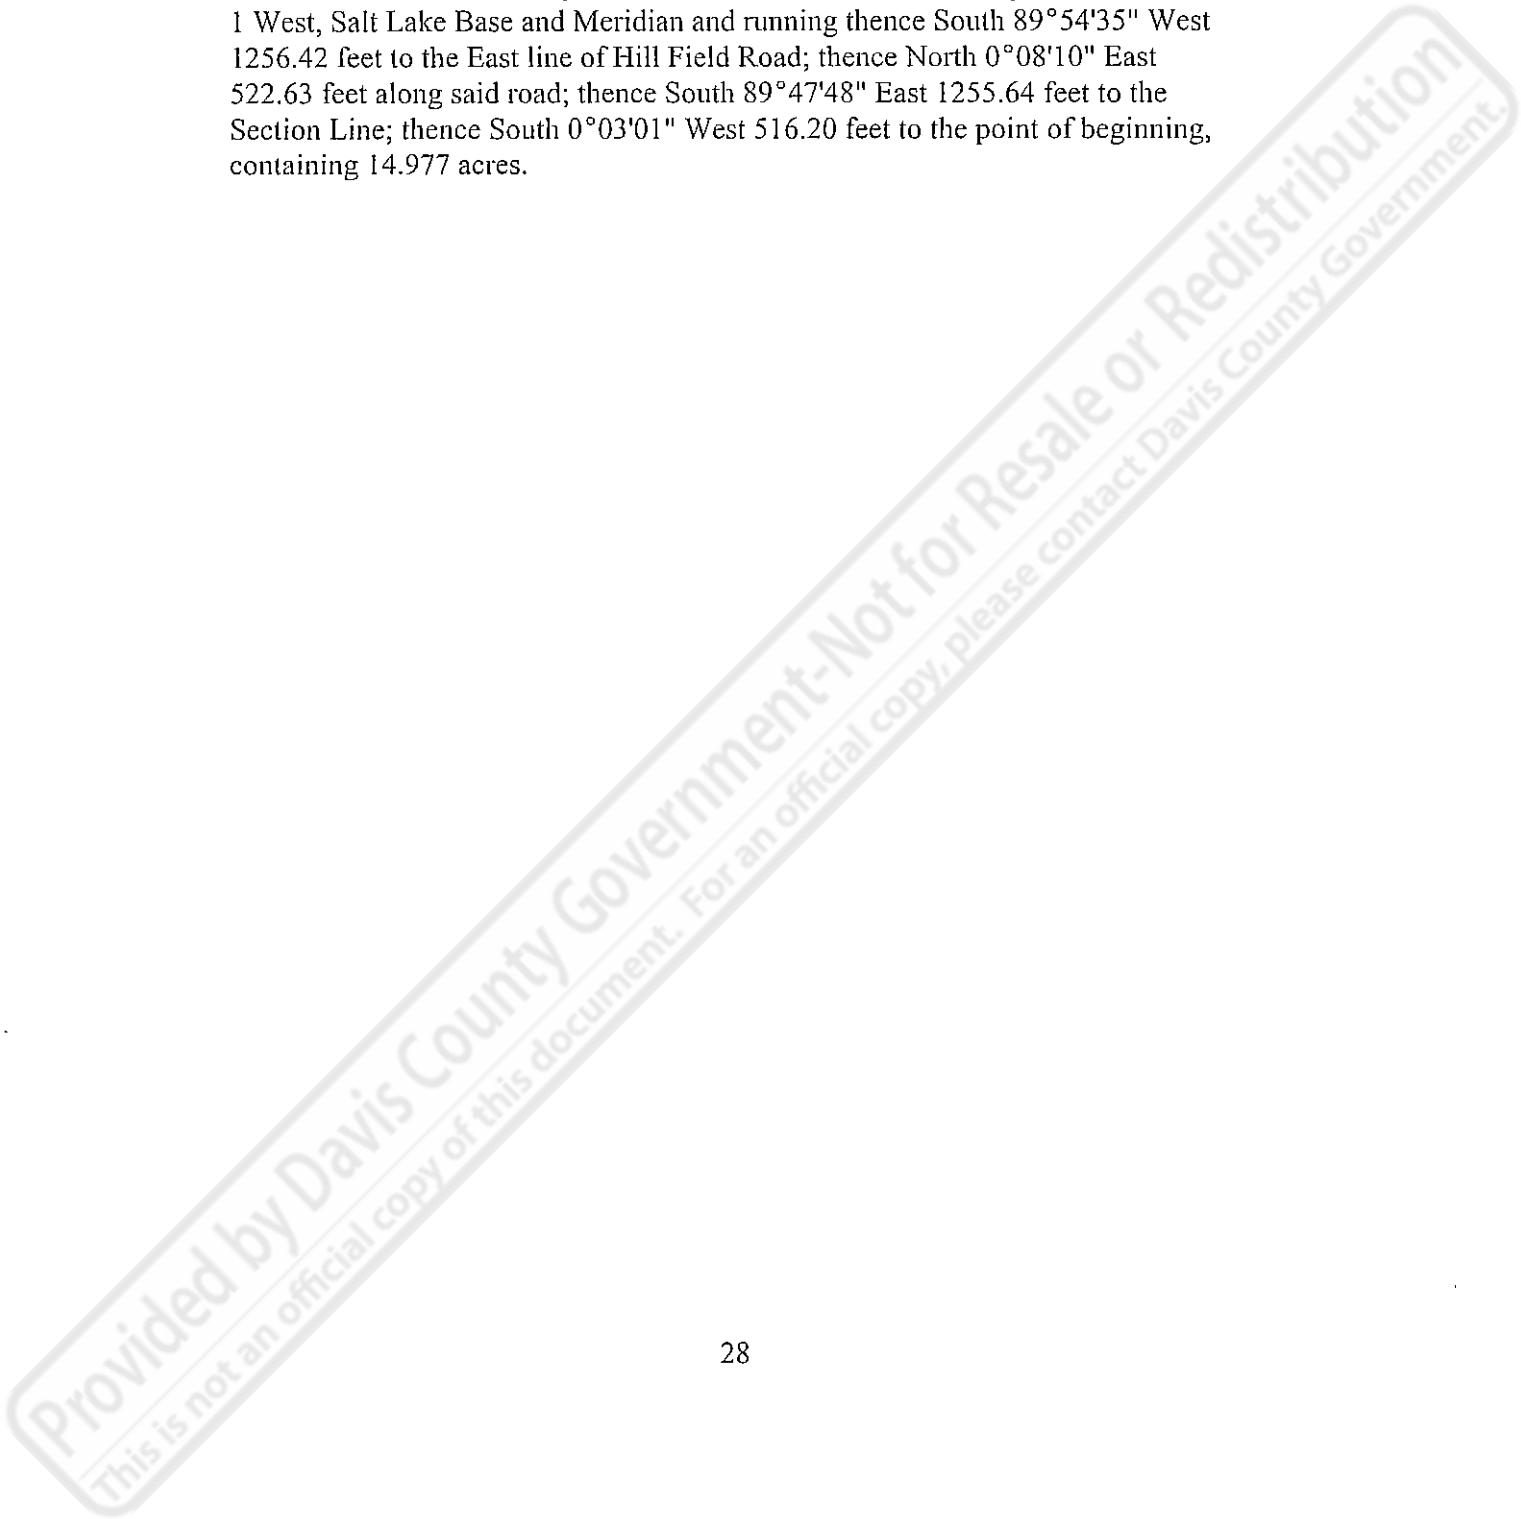 1 West, Salt Lake Base and Meridian and running thence South 89°54'35" West
1256.42 feet to the East line of Hill Field Road; thence North 0°08'10" East
522.63 feet along said road; thence South 89°47'48" East 1255.64 feet to the
Section Line; thence South 0°03'01" West 516.20 feet to the point of beginning,
containing 14.977 acres.
Provided by Davis County Government-Not for Resale or Redistribution
This is not an official copy of this document. For an official copy, please contact Davis County Government.
28